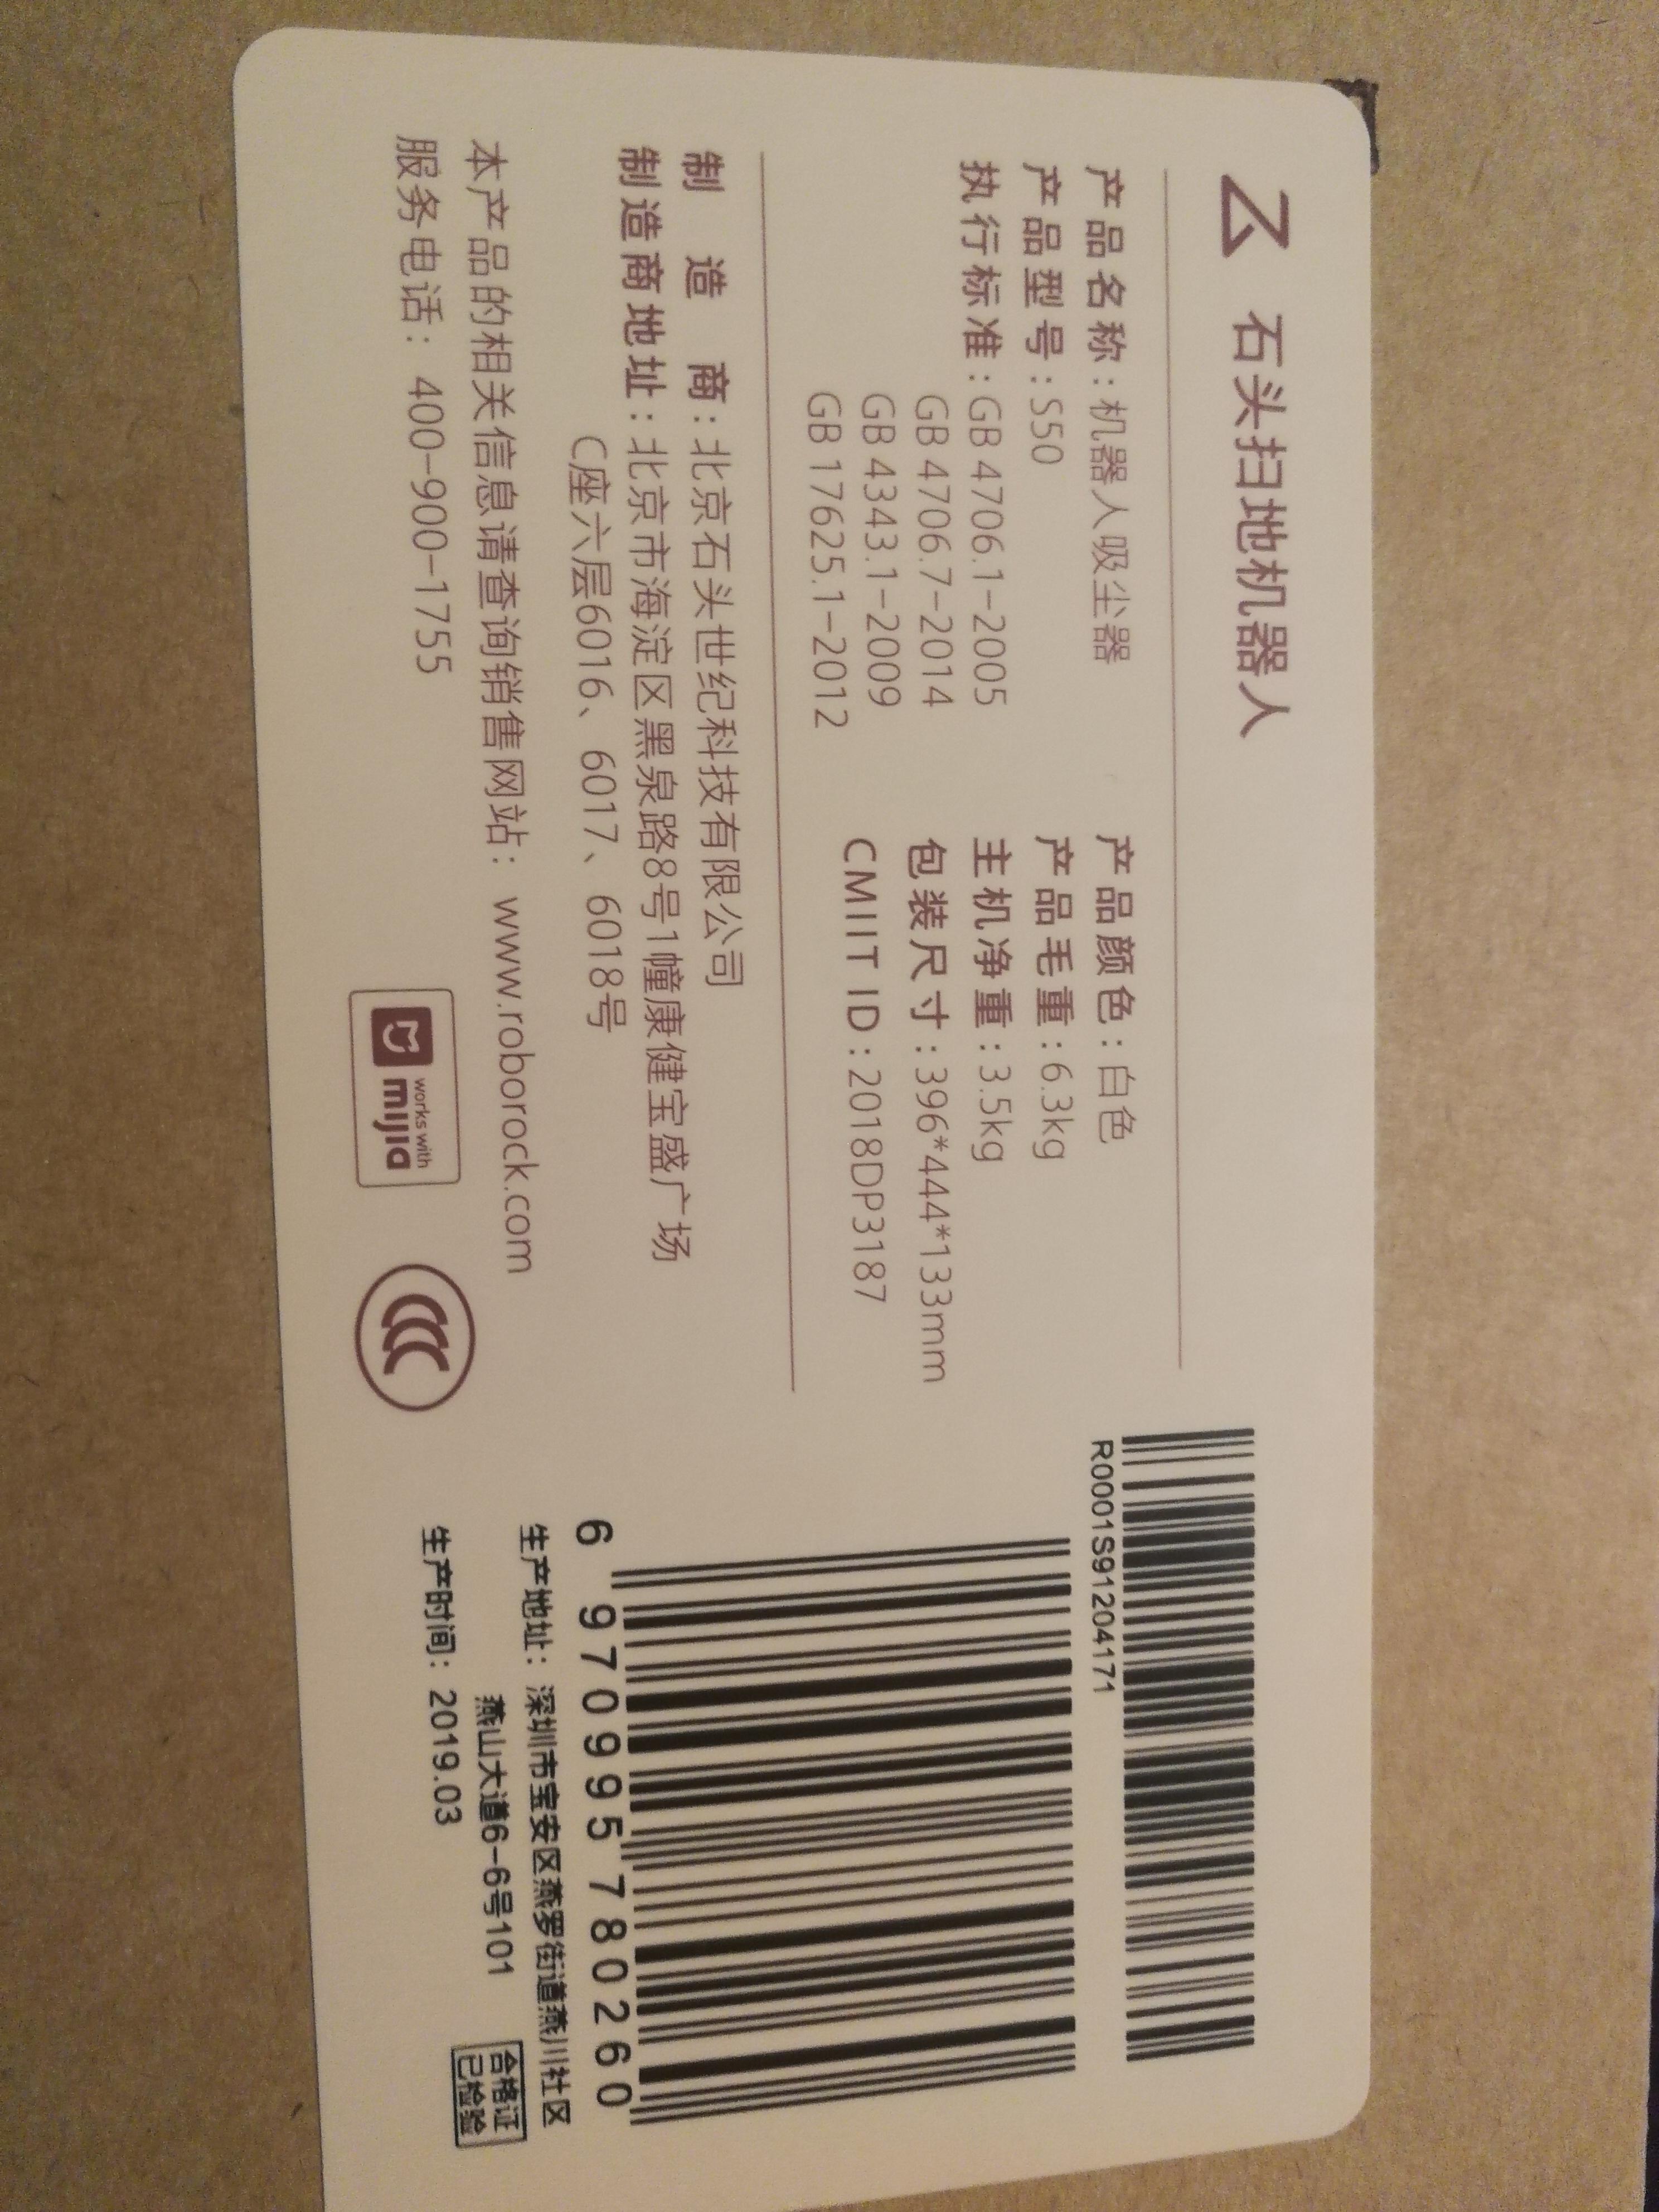 石头扫地机器人
产品名称:机器人吸尘器
产品型号:S50
执行标准:GB 4706.1-2005
GB 4706.7-2014
GB 4343.1-2009
GB 17625.1-2012
产品颜色:白色
产品毛重:6.3kg
主机净重:3.5kg
包装尺寸:396*444*133mm
CMIIT ID:2018DP3187
制造商:北京石头世纪科技有限公司
制造商地址:北京市海淀区黑泉路8号1幢康健宝盛广场
C座六层6016、6017、6018号
本产品的相关信息请查询销售网站：www.roborock.com
服务电话：400-900-1755
works with
mijia
R0001S91204171
6 970995 780260
生产地址：深圳市宝安区燕罗街道燕川社区
燕山大道6-6号101
生产时间：2019.03
合格证
已检验